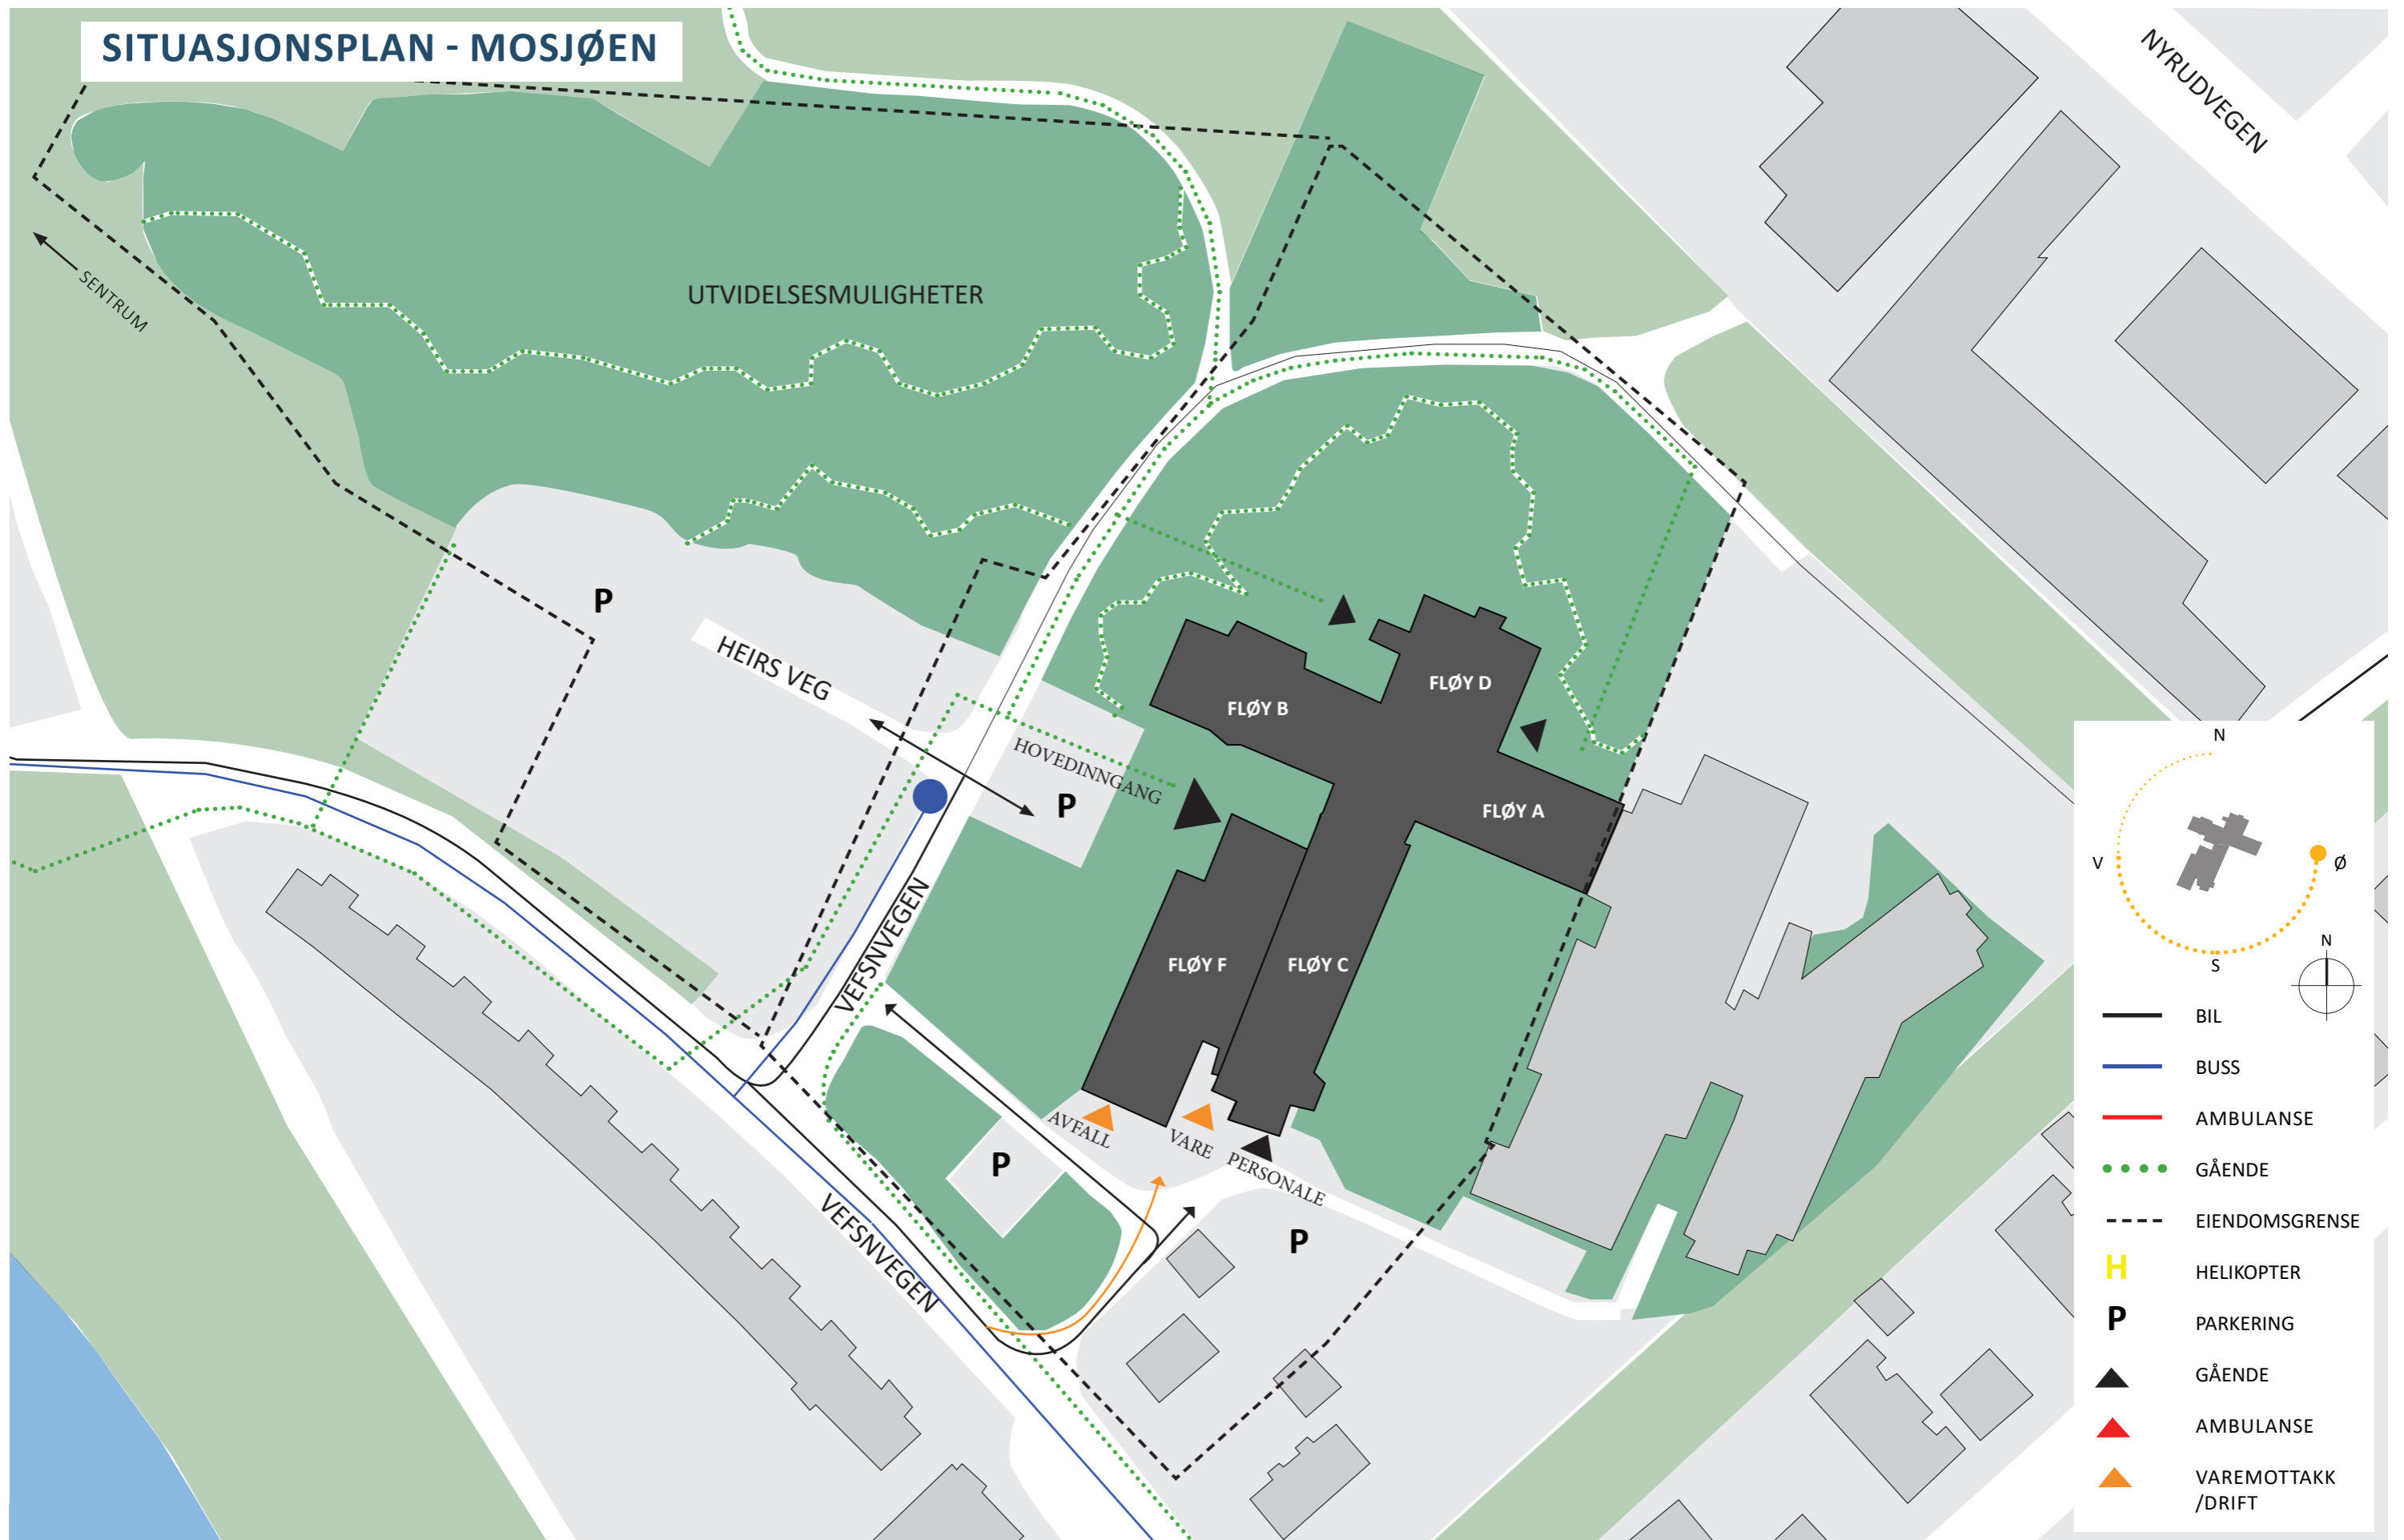 SITUASJONSPLAN - MOSJØEN
NYRUDVEGEN
SENTRUM
UTVIDELSESMULIGHETER
P
HEIRS VEG
HOVEDINNGANG
P
FLØY B
FLØY D
FLØY A
FLØY F
FLØY C
VEFSNVEGEN
AVFALL
VARE
PERSONALE
P
P
VEFSNVEGEN
N
V
Ø
S
N
BIL
BUSS
AMBULANSE
GÅENDE
EIENDOMSGRENSE
H HELIKOPTER
P PARKERING
GÅENDE
AMBULANSE
VAREMOTTAKK
/DRIFT